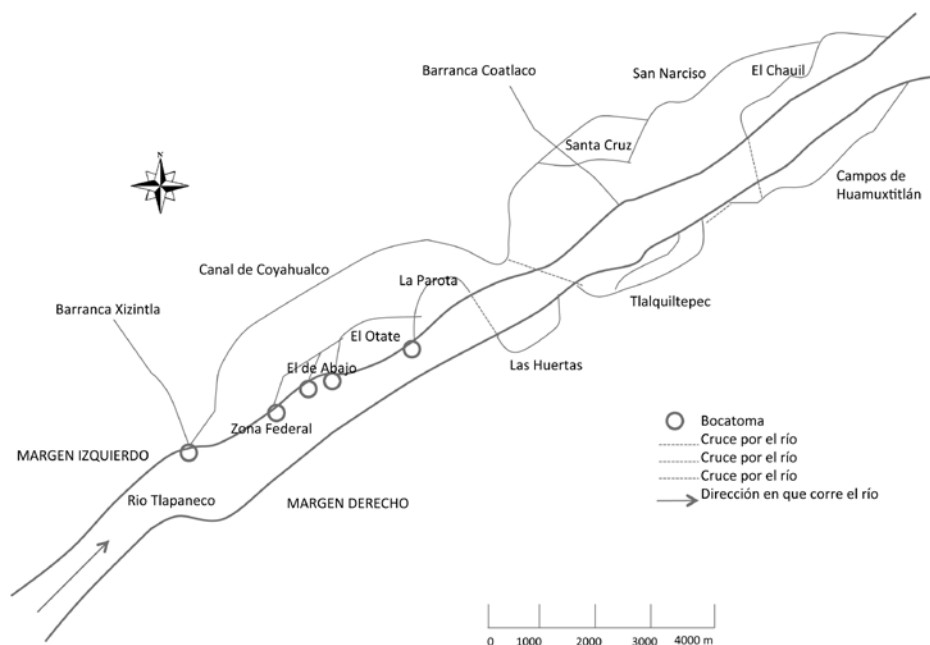 N
Barranca Coatlaco
San Narciso
El Chauil
Santa Cruz
Campos de
Huamuxtitlán
Canal de Coyahualco
La Parota
Tlalquiltepec
Barranca Xizintla
El Otate
Las Huertas
El de Abajo
Zona Federal
MARGEN IZQUIERDO
Rio Tlapaneco
MARGEN DERECHO
Bocatoma
Cruce por el río
Cruce por el río
Cruce por el río
Dirección en que corre el río
0 1000 2000 3000 4000 m